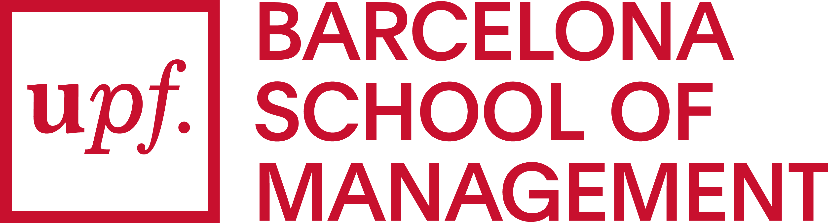 upf.
BARCELONA
SCHOOL OF
MANAGEMENT